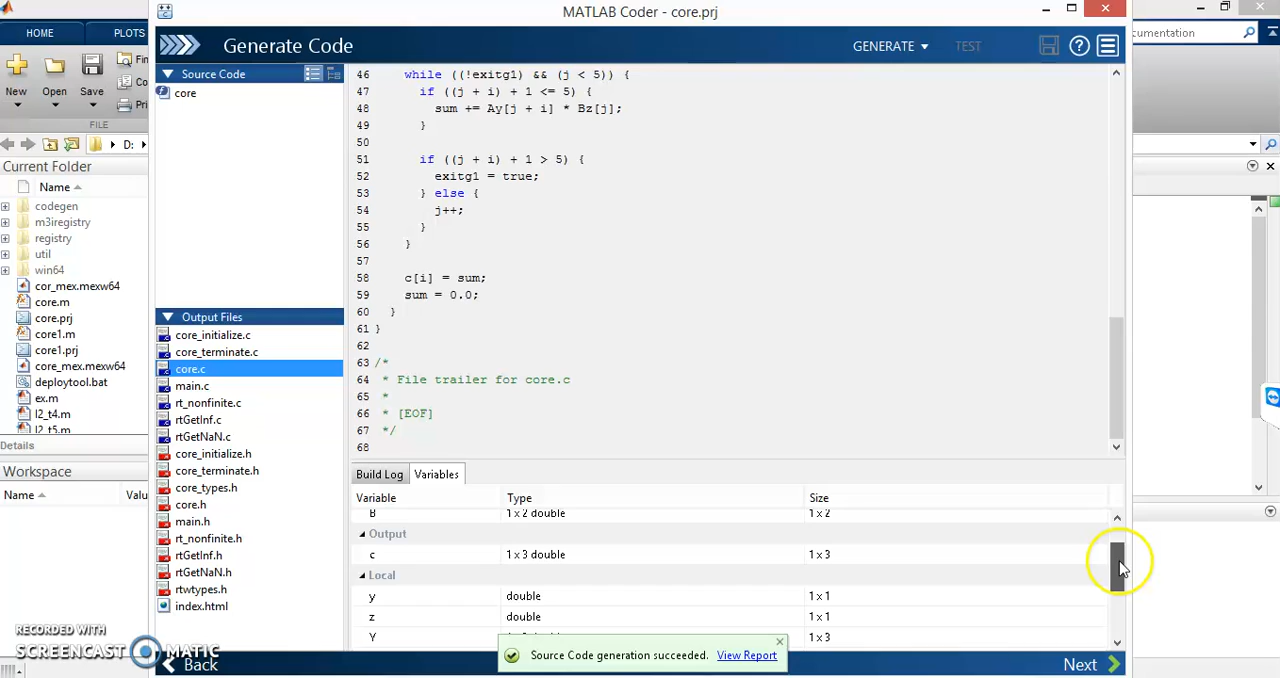 MATLAB Coder - core.prj
HOME
PLOTS
New
Open
Save
Fin
Co
Pri
FILE
D:
Current Folder
Name
codegen
m3iregistry
registry
util
win64
cor_mex.mexw64
core.m
core.prj
core1.m
core1.prj
core_mex.mexw64
deploytool.bat
ex.m
l2_t4.m
l2_t5.m
Details
Workspace
Name
Valu
RECORDED WITH
SCREENCAST MATIC
Generate Code
GENERATE
TEST
Source Code
core
Output Files
core_initialize.c
core_terminate.c
core.c
main.c
rt_nonfinite.c
rtGetInf.c
rtGetNaN.c
core_initialize.h
core_terminate.h
core_types.h
core.h
main.h
rt_nonfinite.h
rtGetInf.h
rtGetNaN.h
rtwtypes.h
index.html
46 while ((!exitg1) && (j < 5)) {
47 if ((j + i) + 1 <= 5) {
48 sum += Ay[j + i] * Bz[j];
49 }
50
51 if ((j + i) + 1 > 5) {
52 exitg1 = true;
53 } else {
54 j++;
55 }
56 }
57
58 c[i] = sum;
59 sum = 0.0;
60 }
61 }
62
63 /*
64 * File trailer for core.c
65 *
66 * [EOF]
67 */
68
Build Log
Variables
Variable Type Size
B 1 x 2 double 1 x 2
Output
c 1 x 3 double 1 x 3
Local
y double 1 x 1
z double 1 x 1
Y 1 x 3
Source Code generation succeeded. View Report
Back
Next
cumentation